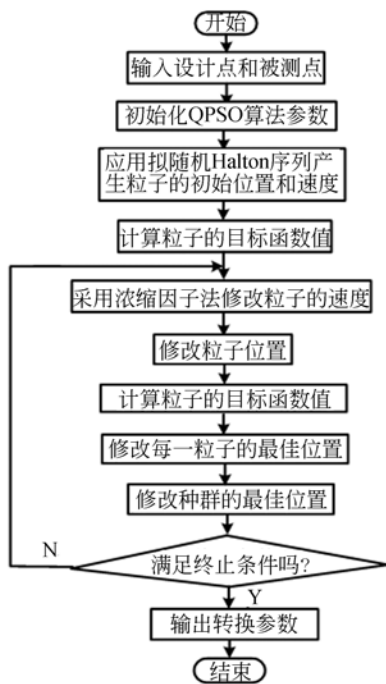 开始
输入设计点和被测点
初始化QPSO算法参数
应用拟随机Halton序列产
生粒子的初始位置和速度
计算粒子的目标函数值
采用浓缩因子法修改粒子的速度
修改粒子位置
计算粒子的目标函数值
修改每一粒子的最佳位置
修改种群的最佳位置
N
满足终止条件吗?
Y
输出转换参数
结束